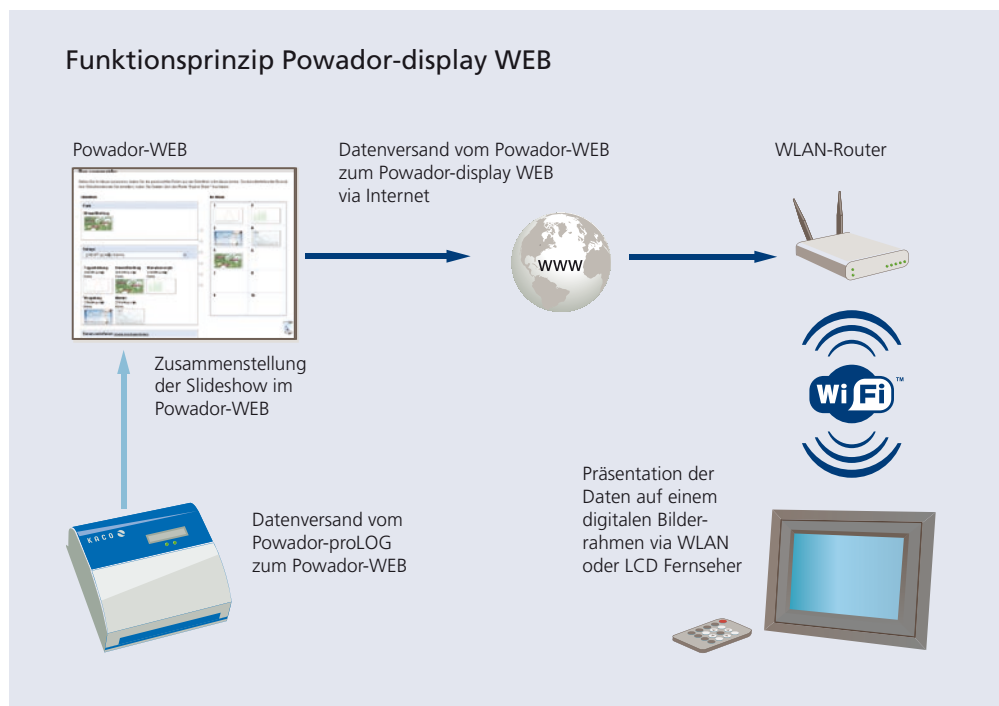 Funktionsprinzip Powador-display WEB
Powador-WEB
Datenversand vom Powador-WEB
zum Powador-display WEB
via Internet
WLAN-Router
www
Zusammenstellung
der Slideshow im
Powador-WEB
WiFi™
Präsentation der
Daten auf einem
digitalen Bilder-
rahmen via WLAN
oder LCD Fernseher
KACO
Datenversand vom
Powador-proLOG
zum Powador-WEB